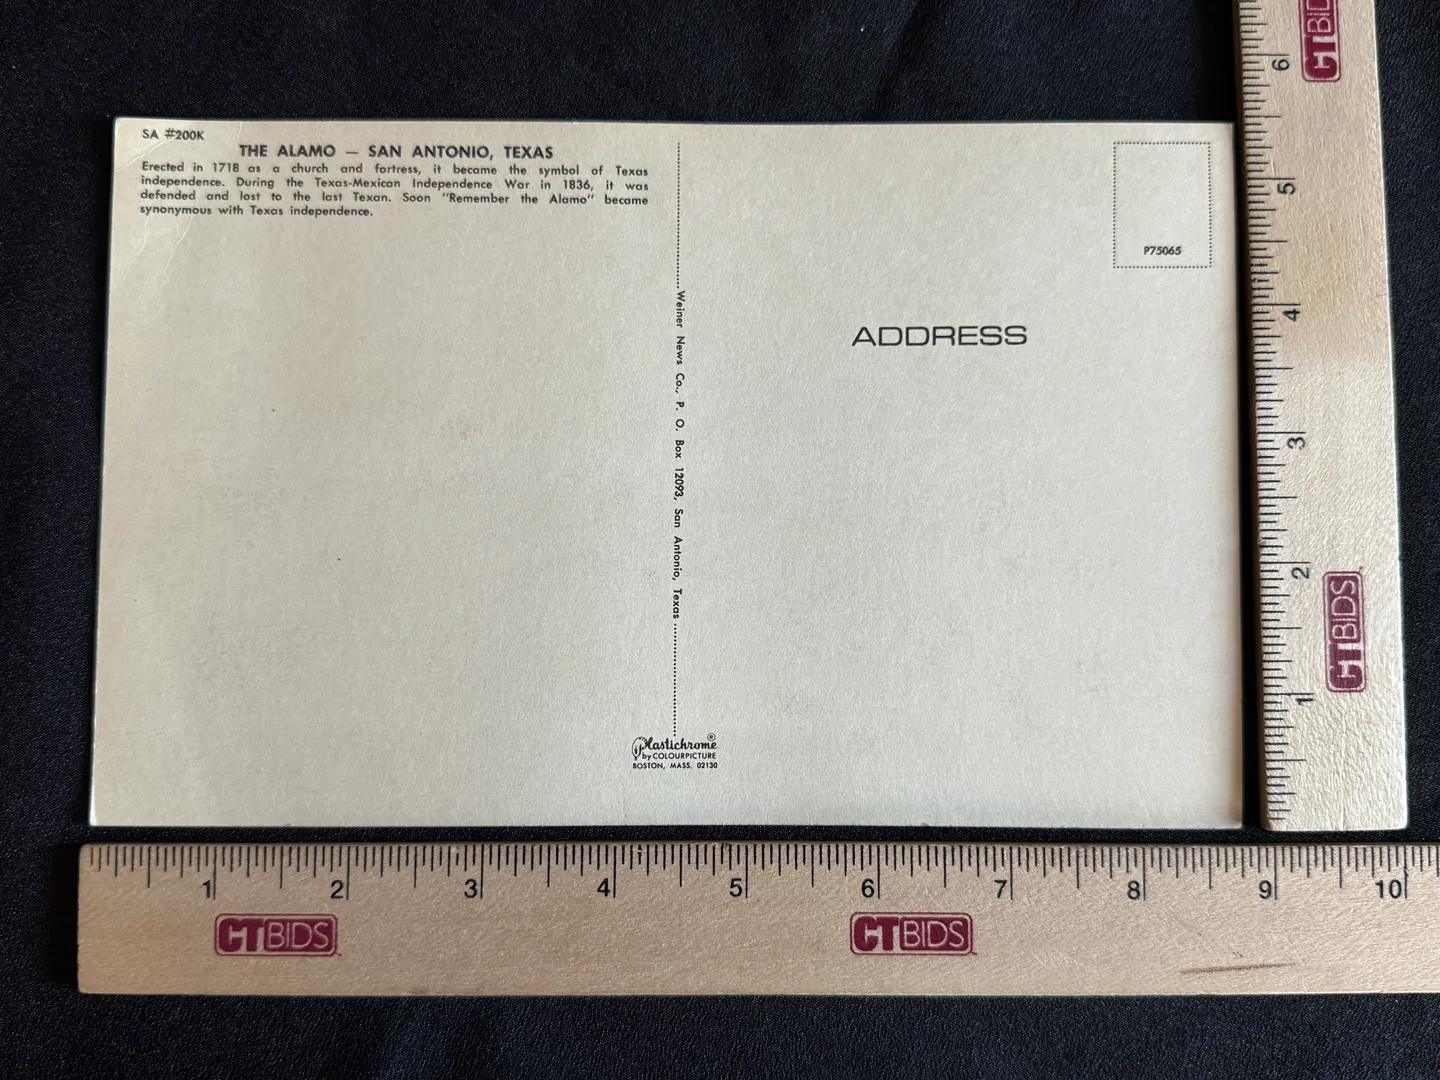 SA #200K
THE ALAMO — SAN ANTONIO, TEXAS
Erected in 1718 as a church and fortress, it became the symbol of Texas
independence. During the Texas-Mexican Independence War in 1836, it was
defended and lost to the last Texan. Soon "Remember the Alamo" became
synonymous with Texas independence.
Weiner News Co., P. O. Box 12093, San Antonio, Texas
Plastichrome®
by COLOURPICTURE
BOSTON, MASS. 02130
P75065
ADDRESS
CTBIDS
6
5
4
3
2
CTBIDS
1
1 2 3 4 5 6 7 8 9 10
CTBIDS CTBIDS